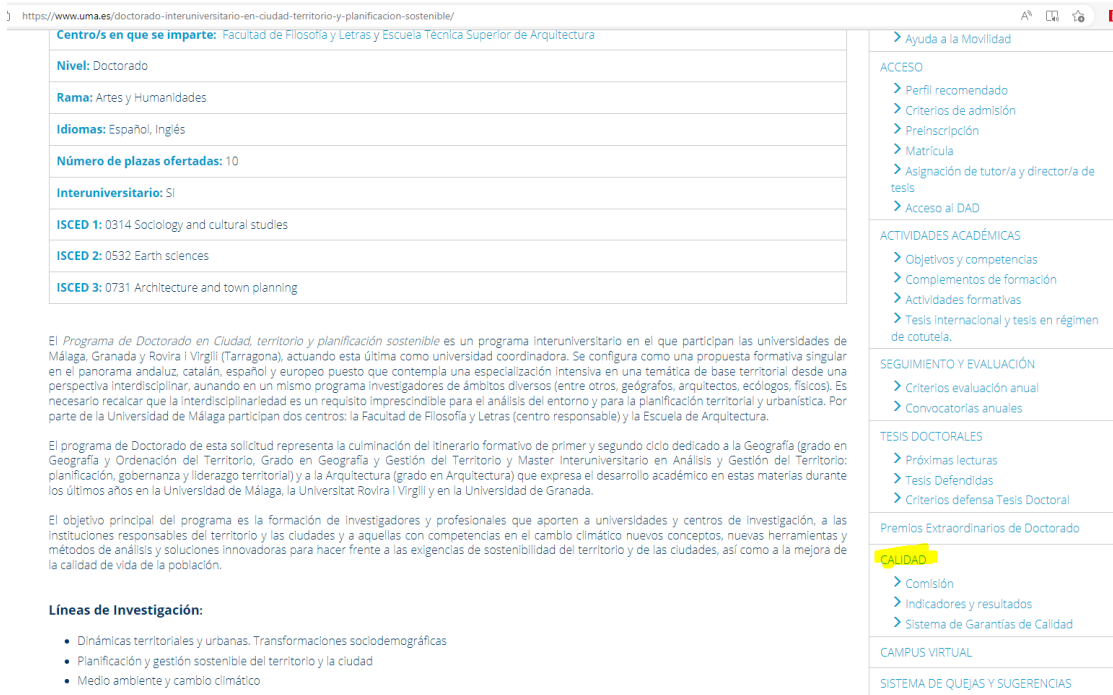 https://www.uma.es/doctorado-interuniversitario-en-ciudad-territorio-y-planificacion-sostenible/
Centro/s en que se imparte: Facultad de Filosofía y Letras y Escuela Técnica Superior de Arquitectura
Nivel: Doctorado
Rama: Artes y Humanidades
Idiomas: Español, Inglés
Número de plazas ofertadas: 10
Interuniversitario: SI
ISCED 1: 0314 Sociology and cultural studies
ISCED 2: 0532 Earth sciences
ISCED 3: 0731 Architecture and town planning
El Programa de Doctorado en Ciudad, territorio y planificación sostenible es un programa interuniversitario en el que participan las universidades de
Málaga, Granada y Rovira i Virgili (Tarragona), actuando esta última como universidad coordinadora. Se configura como una propuesta formativa singular
en el panorama andaluz, catalán, español y europeo puesto que contempla una especialización intensiva en una temática de base territorial desde una
perspectiva interdisciplinar, aunando en un mismo programa investigadores de ámbitos diversos (entre otros, geógrafos, arquitectos, ecólogos, físicos). Es
necesario recalcar que la interdisciplinariedad es un requisito imprescindible para el análisis del entorno y para la planificación territorial y urbanística. Por
parte de la Universidad de Málaga participan dos centros: la Facultad de Filosofía y Letras (centro responsable) y la Escuela de Arquitectura.
El programa de Doctorado de esta solicitud representa la culminación del itinerario formativo de primer y segundo ciclo dedicado a la Geografía (grado en
Geografía y Ordenación del Territorio, Grado en Geografía y Gestión del Territorio y Master Interuniversitario en Análisis y Gestión del Territorio:
planificación, gobernanza y liderazgo territorial) y a la Arquitectura (grado en Arquitectura) que expresa el desarrollo académico en estas materias durante
los últimos años en la Universidad de Málaga, la Universitat Rovira i Virgili y en la Universidad de Granada.
El objetivo principal del programa es la formación de investigadores y profesionales que aporten a universidades y centros de investigación, a las
instituciones responsables del territorio y las ciudades y a aquellas con competencias en el cambio climático nuevos conceptos, nuevas herramientas y
métodos de análisis y soluciones innovadoras para hacer frente a las exigencias de sostenibilidad del territorio y de las ciudades, así como a la mejora de
la calidad de vida de la población.
Líneas de Investigación:
Dinámicas territoriales y urbanas. Transformaciones sociodemográficas
Planificación y gestión sostenible del territorio y la ciudad
Medio ambiente y cambio climático
Ayuda a la Movilidad
ACCESO
Perfil recomendado
Criterios de admisión
Preinscripción
Matrícula
Asignación de tutor/a y director/a de
tesis
Acceso al DAD
ACTIVIDADES ACADÉMICAS
Objetivos y competencias
Complementos de formación
Actividades formativas
Tesis internacional y tesis en régimen
de cotutela.
SEGUIMIENTO Y EVALUACIÓN
Criterios evaluación anual
Convocatorias anuales
TESIS DOCTORALES
Próximas lecturas
Tesis Defendidas
Criterios defensa Tesis Doctoral
Premios Extraordinarios de Doctorado
CALIDAD
Comisión
Indicadores y resultados
Sistema de Garantías de Calidad
CAMPUS VIRTUAL
SISTEMA DE QUEJAS Y SUGERENCIAS